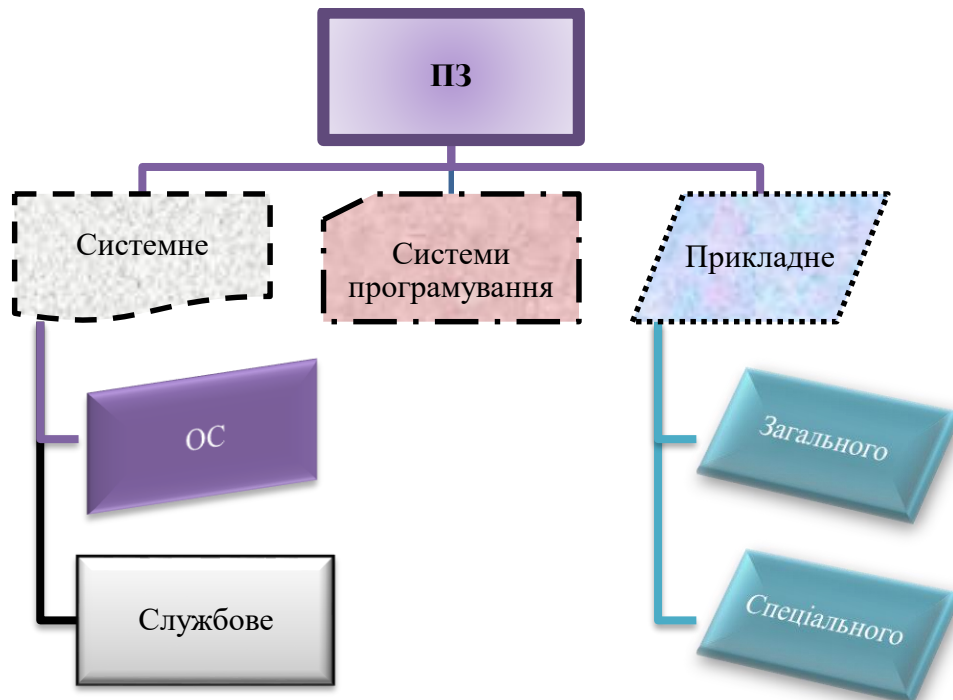 ПЗ
Системне
Системи
програмування
Прикладне
ОС
Загального
Службове
Спеціального